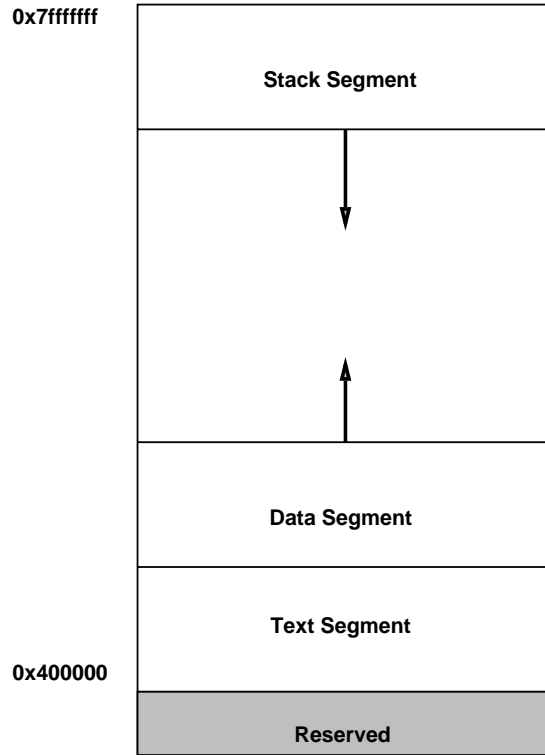 0x7fffffff
Stack Segment
Data Segment
Text Segment
0x400000
Reserved